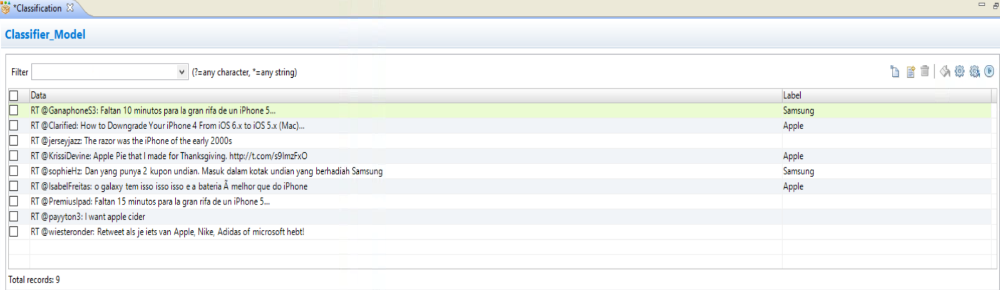 *Classification
Classifier_Model
Filter (?=any character, *=any string)
Data Label
RT @GanaphoneS3: Faltan 10 minutos para la gran rifa de un iPhone 5... Samsung
RT @Clarified: How to Downgrade Your iPhone 4 From iOS 6.x to iOS 5.x (Mac)... Apple
RT @jerseyjazz: The razor was the iPhone of the early 2000s
RT @KrissiDevine: Apple Pie that I made for Thanksgiving. http://t.com/s9ImzFxO Apple
RT @sophieHz: Dan yang punya 2 kupon undian. Masuk dalam kotak undian yang berhadiah Samsung Samsung
RT @IsabelFreitas: o galaxy tem isso isso isso e a bateria Ã melhor que do iPhone Apple
RT @PremiusIpad: Faltan 15 minutos para la gran rifa de un iPhone 5...
RT @payyton3: I want apple cider
RT @wiesteronder: Retweet als je iets van Apple, Nike, Adidas of microsoft hebt!
Total records: 9